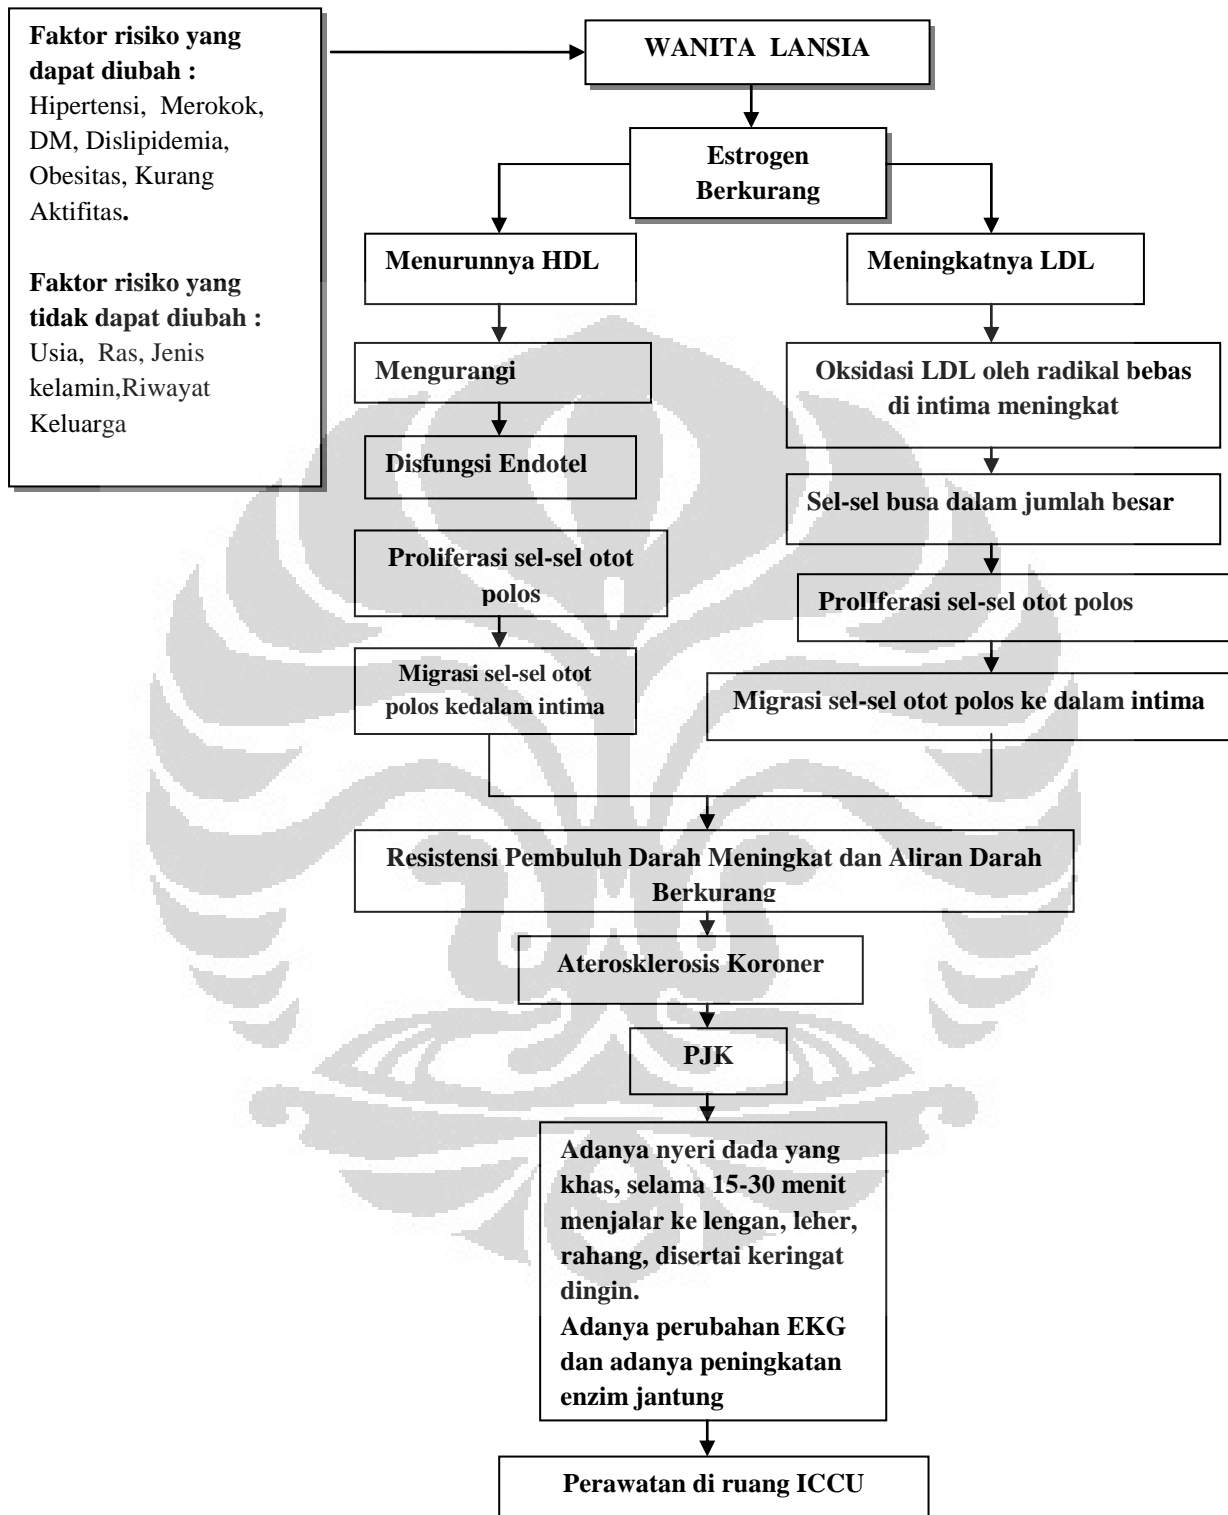 Faktor risiko yang
dapat diubah :
Hipertensi, Merokok,
DM, Dislipidemia,
Obesitas, Kurang
Aktifitas.
Faktor risiko yang
tidak dapat diubah :
Usia, Ras, Jenis
kelamin,Riwayat
Keluarga
WANITA LANSIA
Estrogen
Berkurang
Menurunnya HDL
Meningkatnya LDL
Mengurangi
Oksidasi LDL oleh radikal bebas
di intima meningkat
Disfungsi Endotel
Sel-sel busa dalam jumlah besar
Proliferasi sel-sel otot
polos
ProlIferasi sel-sel otot polos
Migrasi sel-sel otot
polos kedalam intima
Migrasi sel-sel otot polos ke dalam intima
Resistensi Pembuluh Darah Meningkat dan Aliran Darah
Berkurang
Aterosklerosis Koroner
PJK
Adanya nyeri dada yang
khas, selama 15-30 menit
menjalar ke lengan, leher,
rahang, disertai keringat
dingin.
Adanya perubahan EKG
dan adanya peningkatan
enzim jantung
Perawatan di ruang ICCU